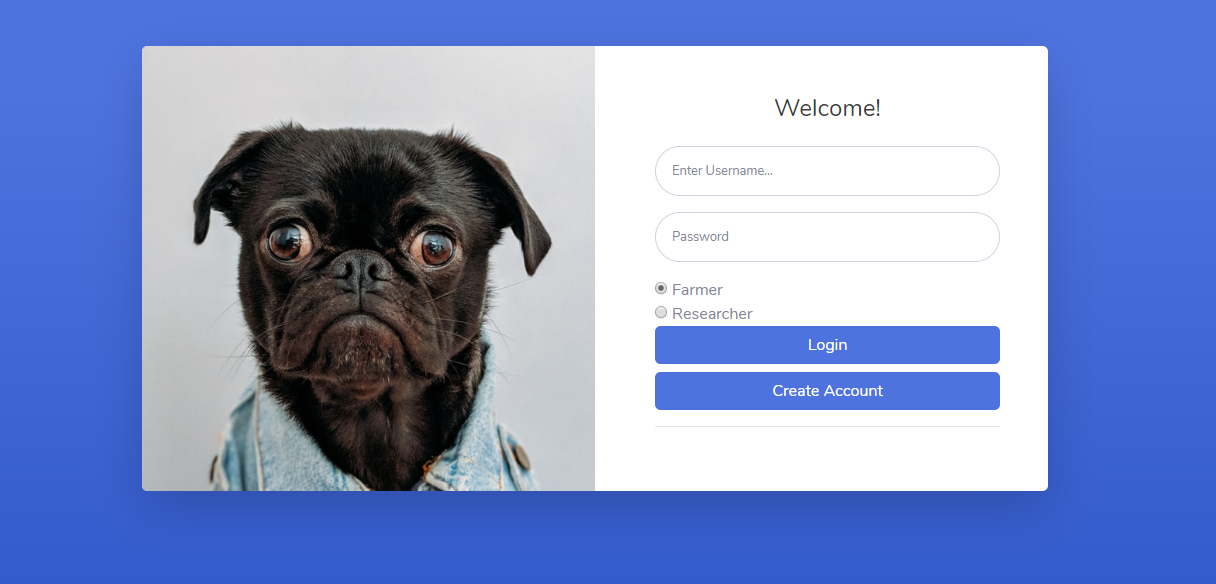 Welcome!
Enter Username...
Password
Farmer
Researcher
Login
Create Account